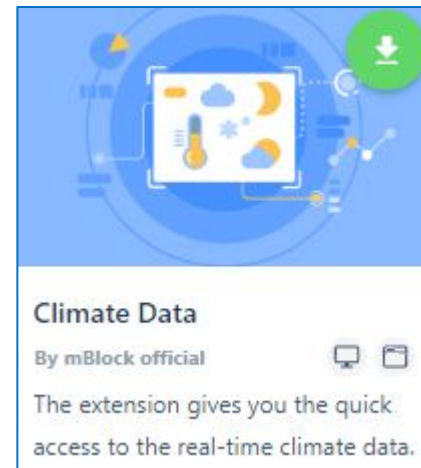 Climate Data
By mBlock official
The extension gives you the quick
access to the real-time climate data.